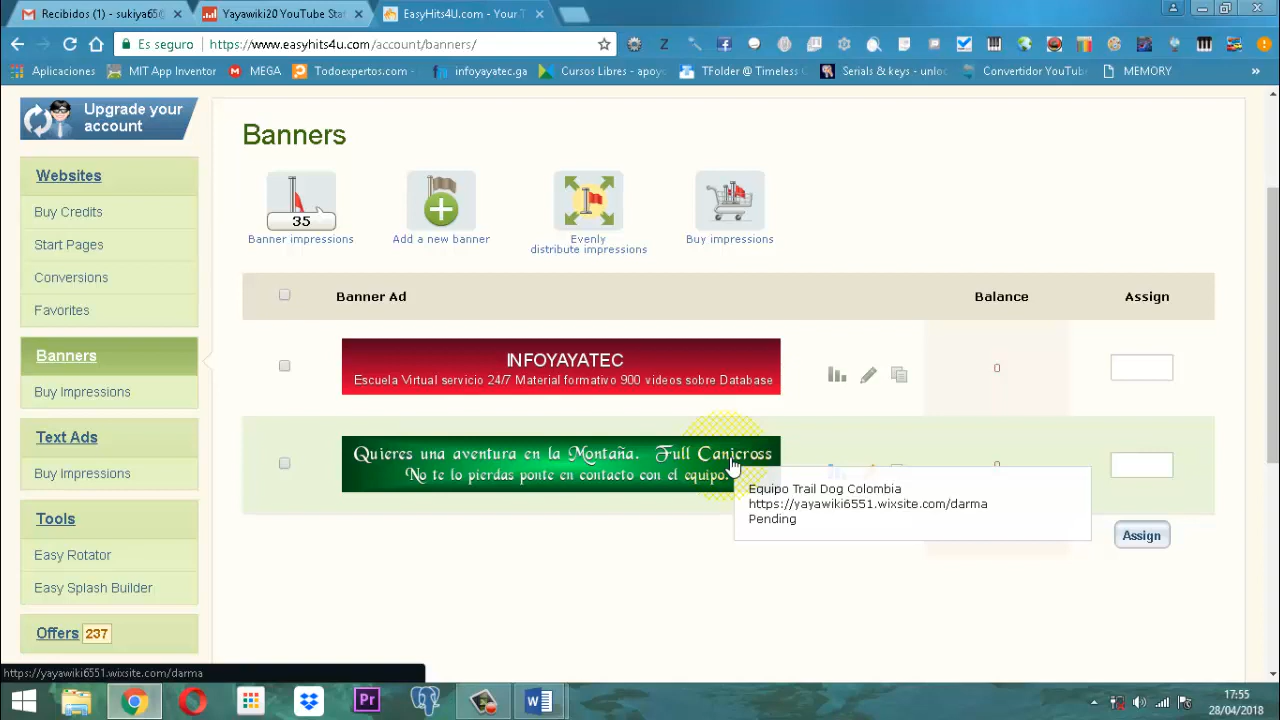 Recibidos (1) - sukiya65
Yayawiki20 YouTube Stat
EasyHits4U.com - Your T
Es seguro
https://www.easyhits4u.com/account/banners/
Aplicaciones
MIT App Inventor
MEGA
Todoexpertos.com -
infoyayatec.ga
Cursos Libres - apoy
TFolder @ Timeless
Serials & keys - unloc
Convertidor YouTub
MEMORY
»
Upgrade your
account
Websites
Buy Credits
Start Pages
Conversions
Favorites
Banners
Buy Impressions
Text Ads
Buy Impressions
Tools
Easy Rotator
Easy Splash Builder
Offers 237
Banners
35
Banner impressions
Add a new banner
Evenly
distribute impressions
Buy impressions
Banner Ad
Balance
Assign
INFOYAYATEC
Escuela Virtual servicio 24/7 Material formativo 900 videos sobre Database
0
Quieres una aventura en la Montaña. Full Canicross
No te lo pierdas ponte en contacto con el equipo.
Equipo Trail Dog Colombia
https://yayawiki6551.wixsite.com/darma
Pending
Assign
https://yayawiki6551.wixsite.com/darma
Pr
17:55
28/04/2018